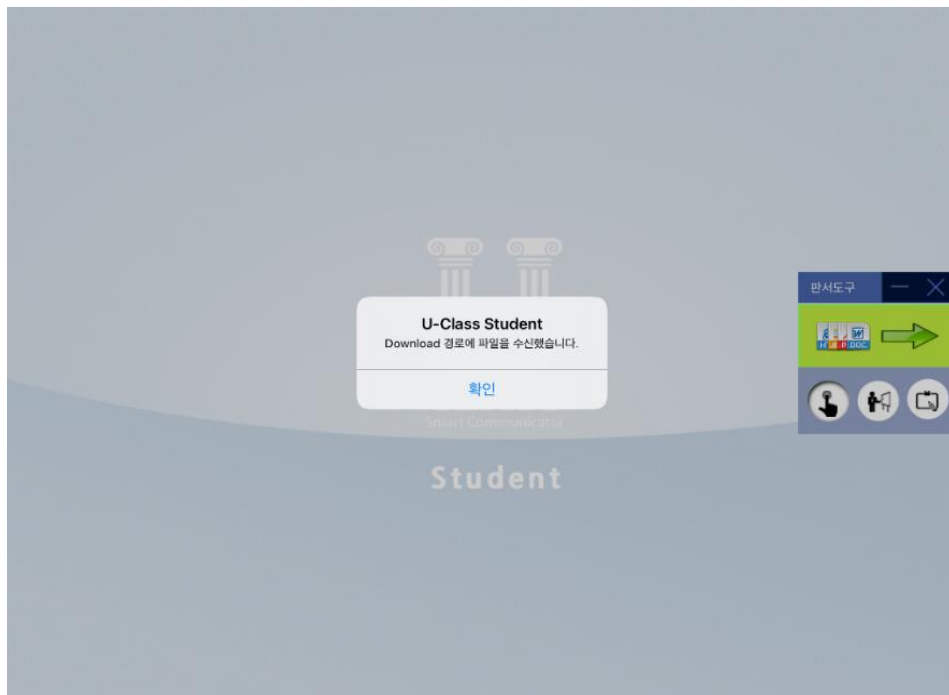 판서도구
U-Class Student
Download 경로에 파일을 수신했습니다.
확인
Smart Communicator
Student